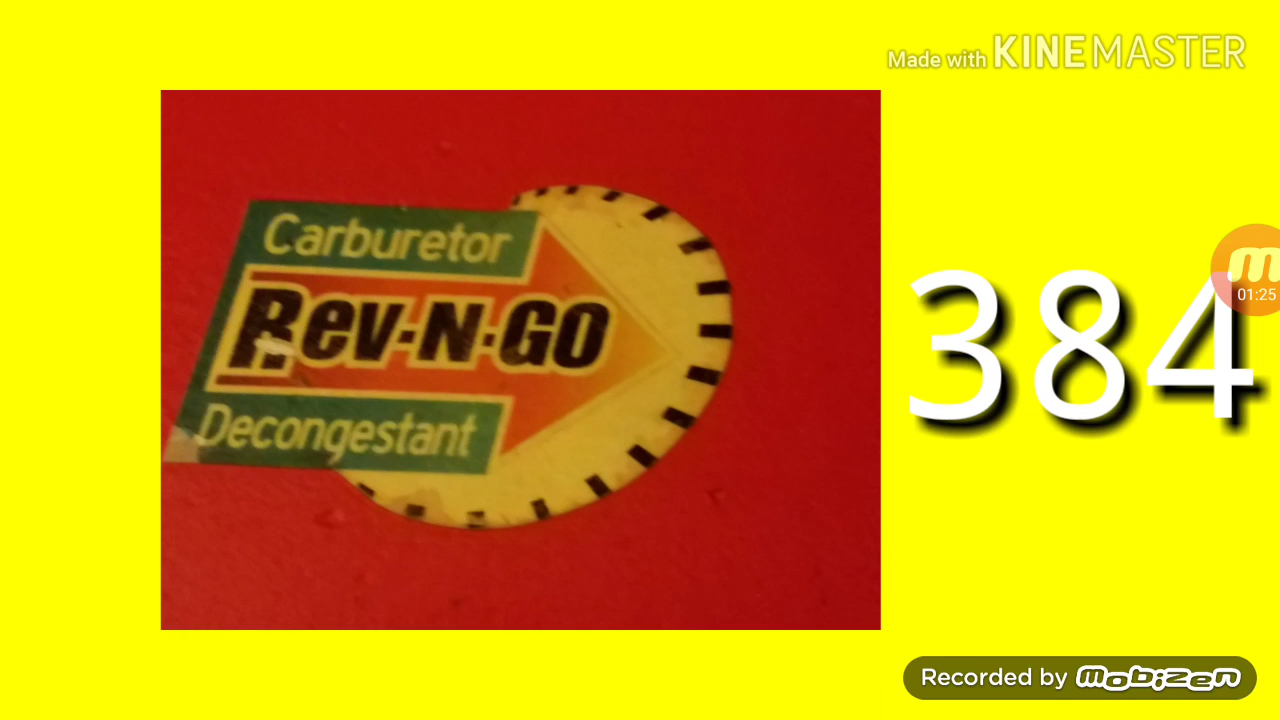 Made with KINEMASTER
Carburetor
Rev-N-GO
Decongestant
384
01:25
Recorded by mobizen